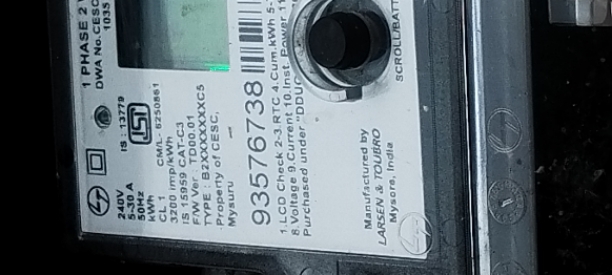 1 PHASE 2 W
DWA No.CESC
1035
240V
5-30 A
50Hz
kWh
IS : 13779
CL 1 CM/L- 6250861
3200 imp/kWh
IS 15959 CAT-C3
F/W Ver : TD00.01
TYPE : B2XXXXXXXC5
Property of CESC,
Mysuru
93576738
1.LCD Check 2-3.RTC 4.Cum.kWh 5-
8.Voltage 9.Current 10.Inst. Power 11
Purchased under "DDUG
SCROLL/BATT
Manufactured by
LARSEN & TOUBRO
Mysore, India